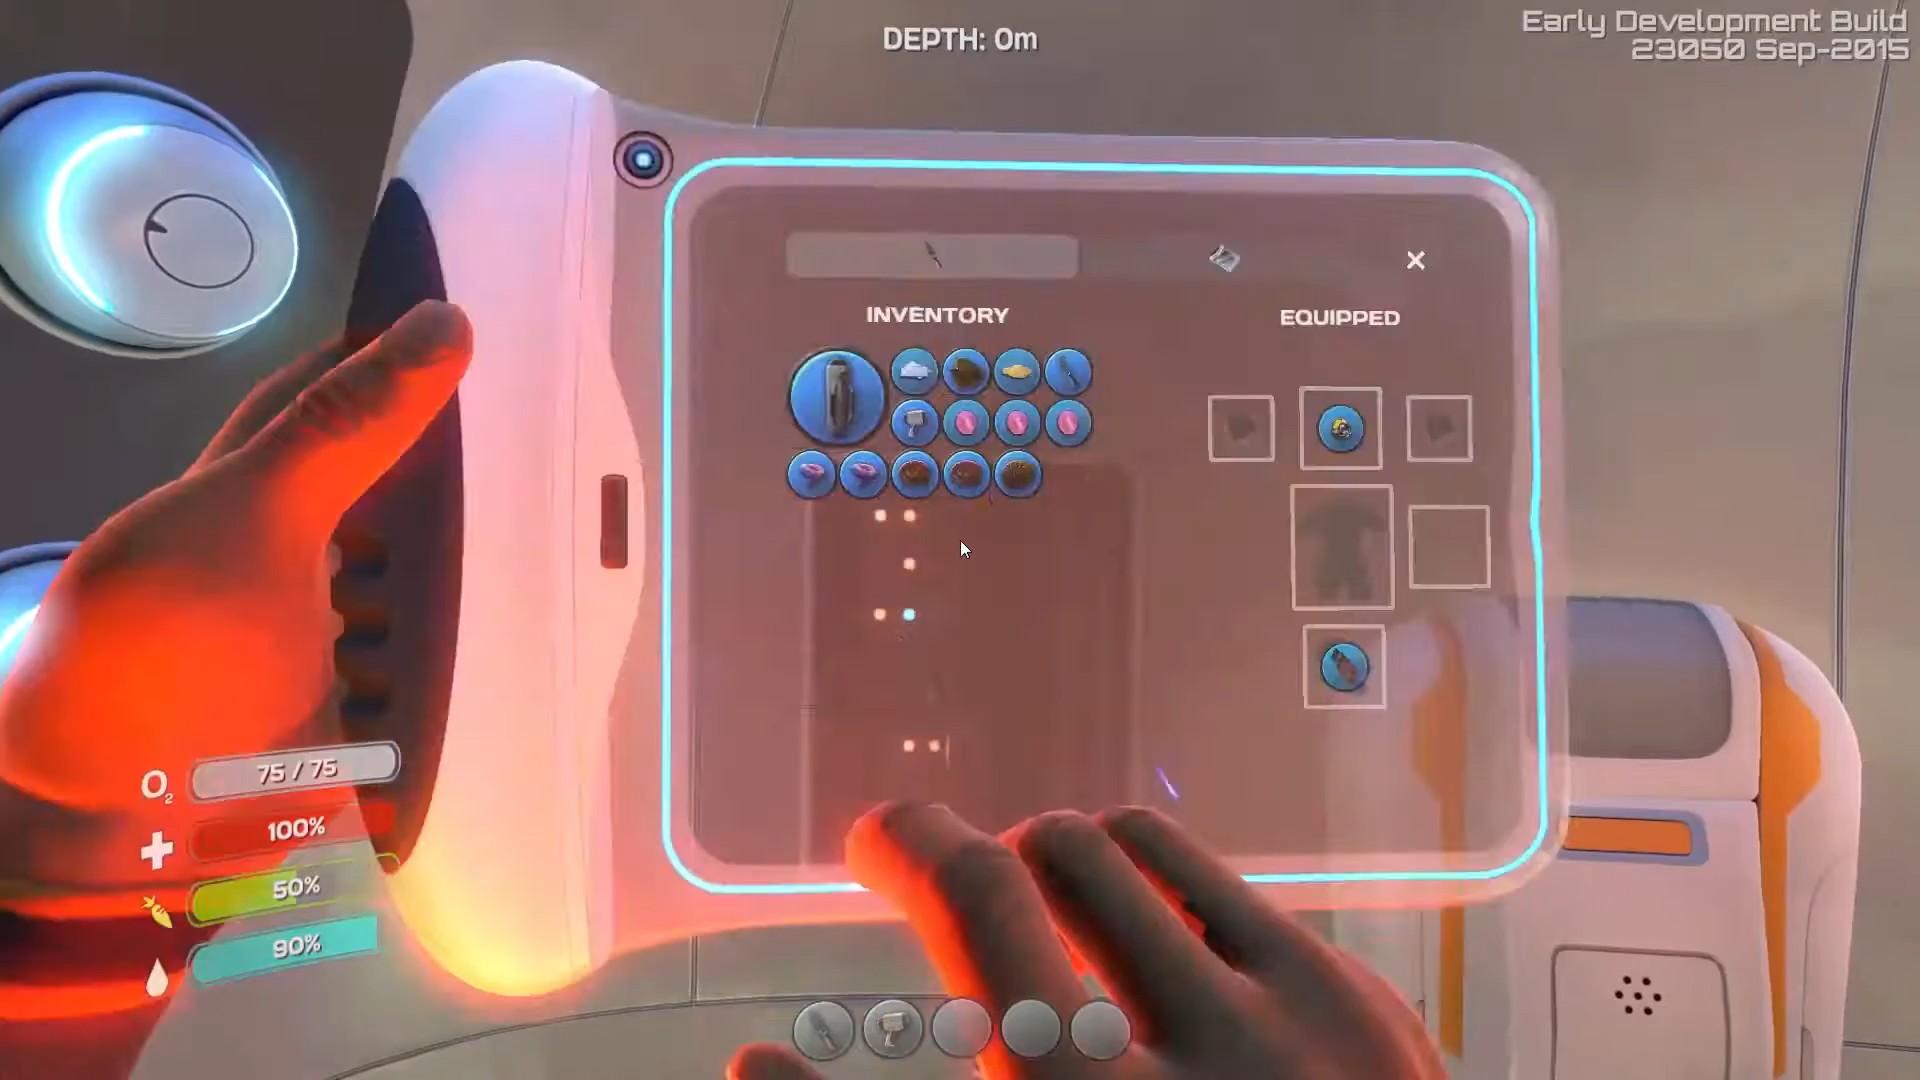 DEPTH: 0m
Early Development Build
23050 Sep-2015
INVENTORY
EQUIPPED
O₂ 75 / 75
100%
50%
90%